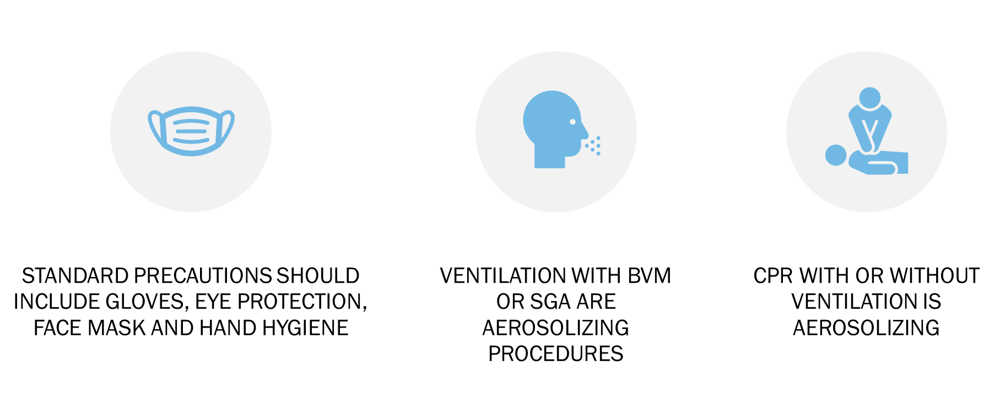 STANDARD PRECAUTIONS SHOULD
INCLUDE GLOVES, EYE PROTECTION,
FACE MASK AND HAND HYGIENE
VENTILATION WITH BVM
OR SGA ARE
AEROSOLIZING
PROCEDURES
CPR WITH OR WITHOUT
VENTILATION IS
AEROSOLIZING